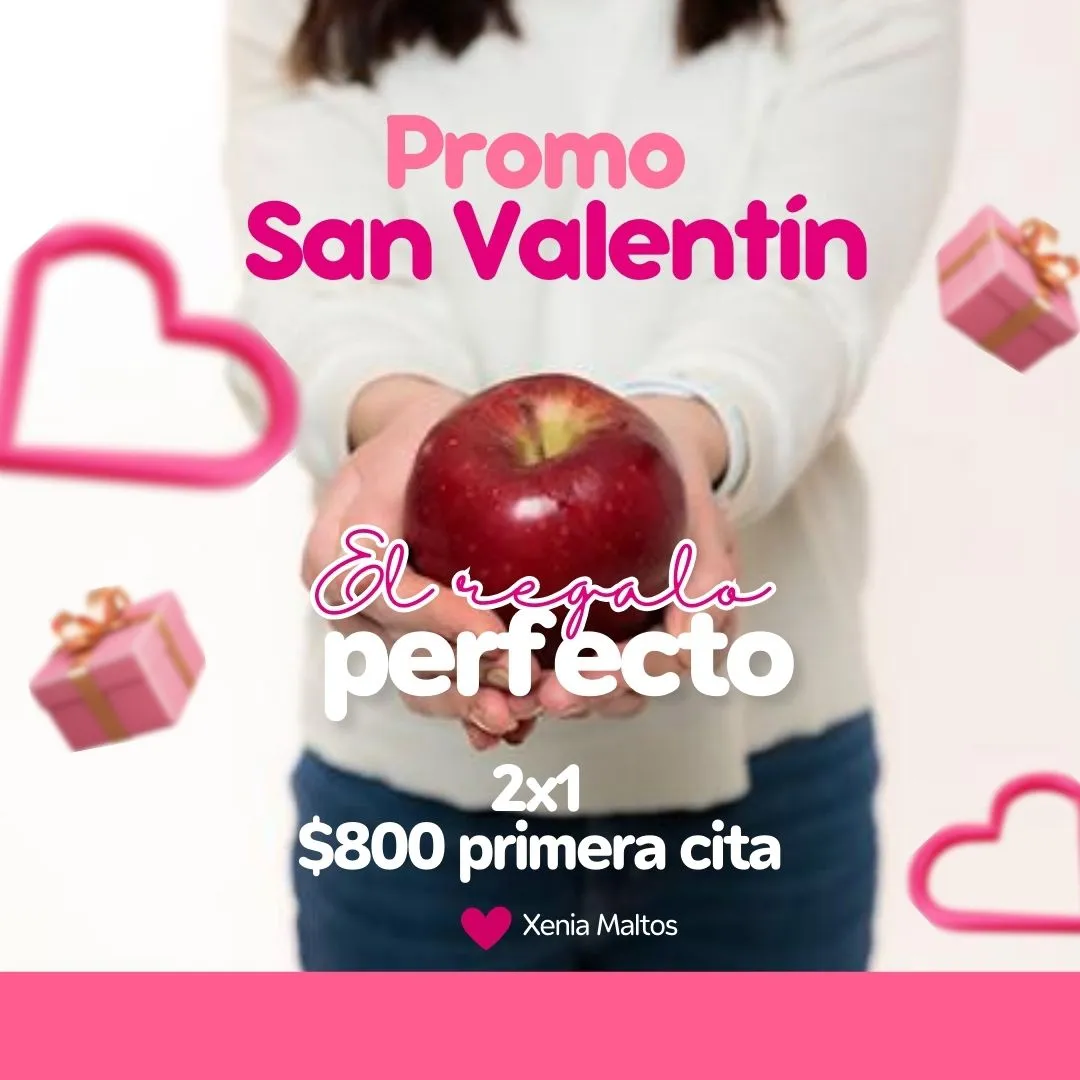 Promo
San Valentín
El regalo
perfecto
2x1
$800 primera cita
Xenia Maltos